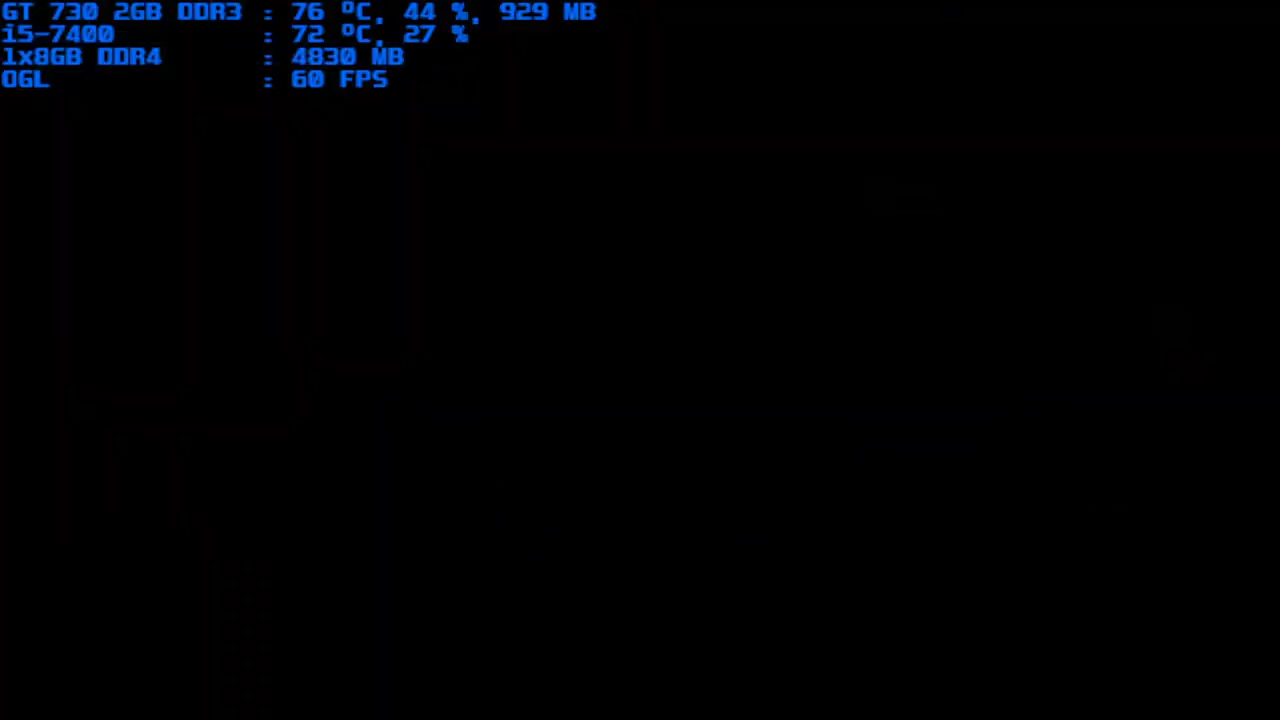 GT 730 2GB DDR3 : 76 ºC, 44 %, 929 MB
i5-7400 : 72 ºC, 27 %
1x8GB DDR4 : 4830 MB
OGL : 60 FPS